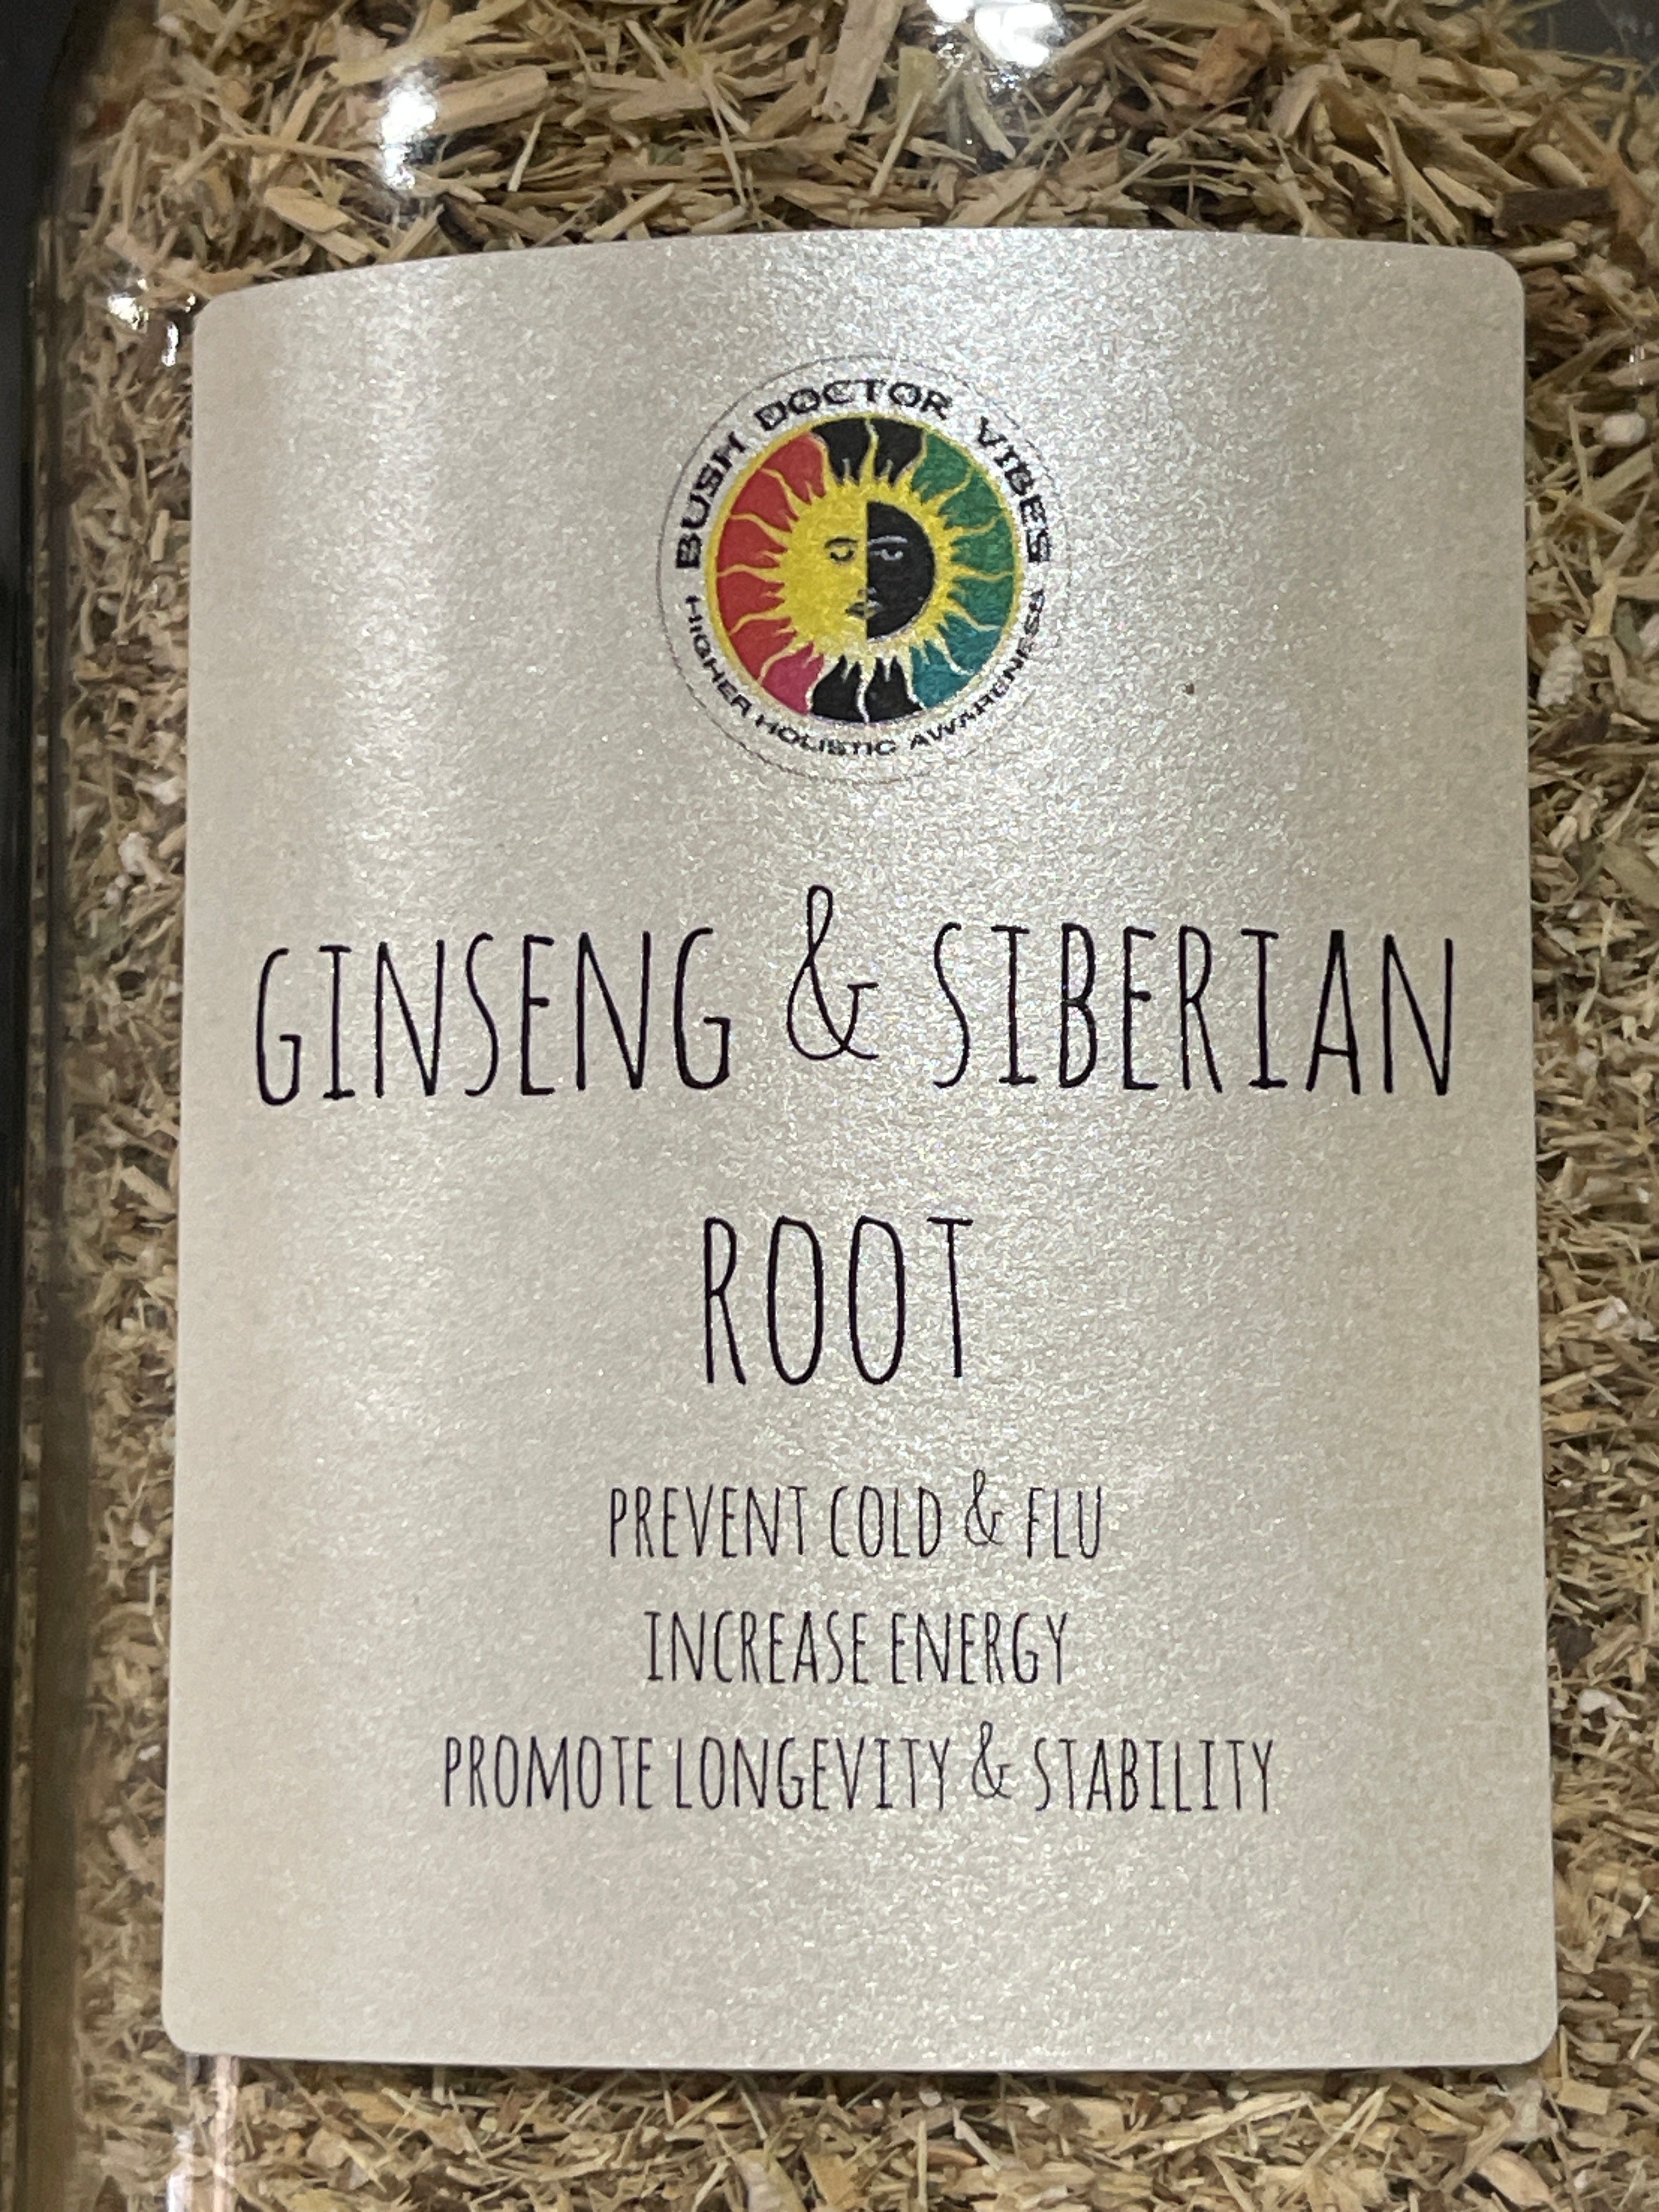 BUSH DOCTOR VIBES
HIGHER HOLISTIC AWARENESS
GINSENG & SIBERIAN
ROOT
PREVENT COLD & FLU
INCREASE ENERGY
PROMOTE LONGEVITY & STABILITY